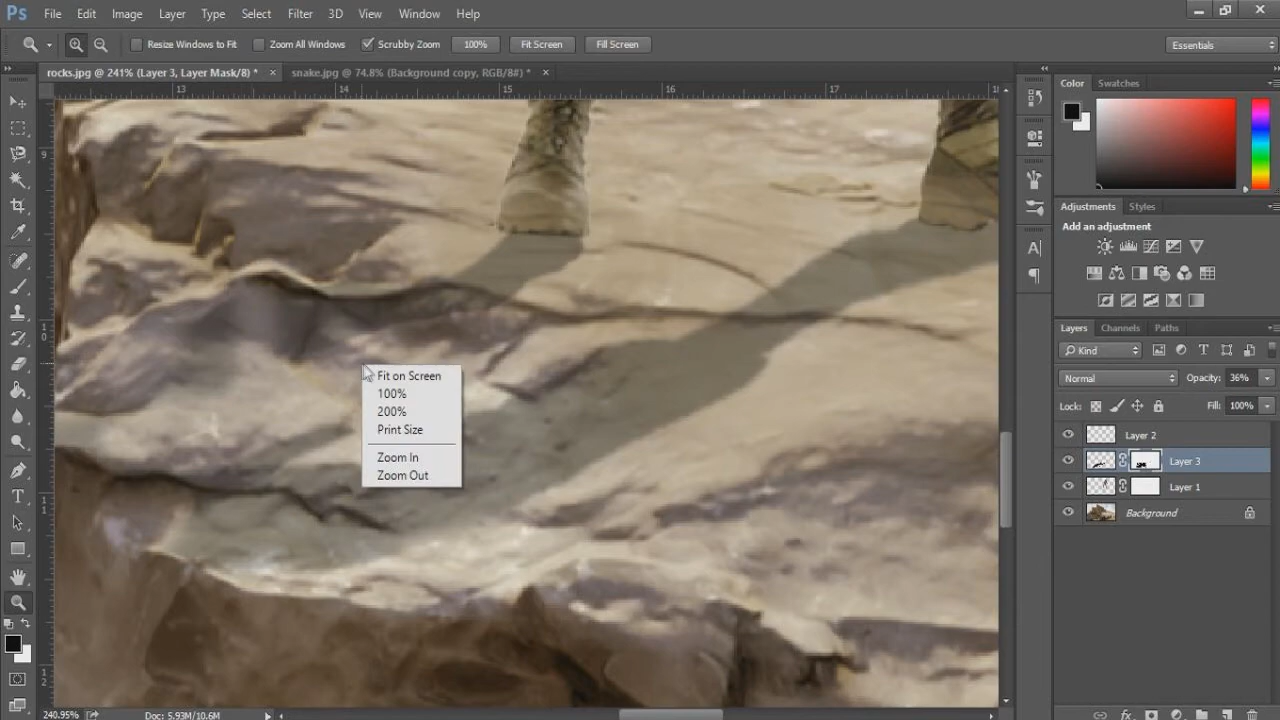 Ps File Edit Image Layer Type Select Filter 3D View Window Help
Resize Windows to Fit Zoom All Windows Scrubby Zoom 100% Fit Screen Fill Screen Essentials
rocks.jpg @ 241% (Layer 3, Layer Mask/8) * × snake.jpg @ 74.8% (Background copy, RGB/8#) * ×
13 14 15 16 17
9
10
11
12
Fit on Screen
100%
200%
Print Size
Zoom In
Zoom Out
Color Swatches
Adjustments Styles
Add an adjustment
Layers Channels Paths
Kind
Normal Opacity: 36%
Lock: Fill: 100%
Layer 2
Layer 3
Layer 1
Background
240.95% Doc: 5.93M/10.6M